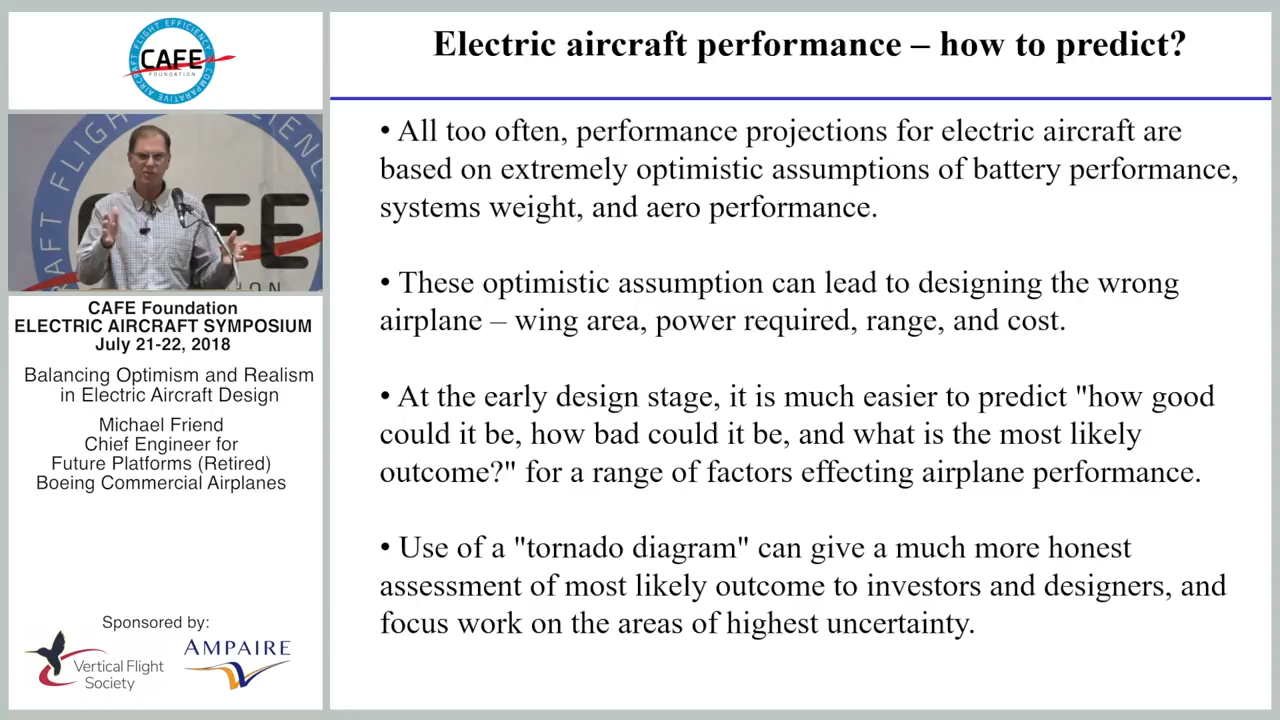 CAFE
FOUNDATION
AIRCRAFT FLIGHT EFFICIENCY
COMPARATIVE
CAFE Foundation
ELECTRIC AIRCRAFT SYMPOSIUM
July 21-22, 2018
Balancing Optimism and Realism
in Electric Aircraft Design
Michael Friend
Chief Engineer for
Future Platforms (Retired)
Boeing Commercial Airplanes
Sponsored by:
Vertical Flight
Society
AMPAIRE
Electric aircraft performance – how to predict?
• All too often, performance projections for electric aircraft are
based on extremely optimistic assumptions of battery performance,
systems weight, and aero performance.
• These optimistic assumption can lead to designing the wrong
airplane – wing area, power required, range, and cost.
• At the early design stage, it is much easier to predict "how good
could it be, how bad could it be, and what is the most likely
outcome?" for a range of factors effecting airplane performance.
• Use of a "tornado diagram" can give a much more honest
assessment of most likely outcome to investors and designers, and
focus work on the areas of highest uncertainty.